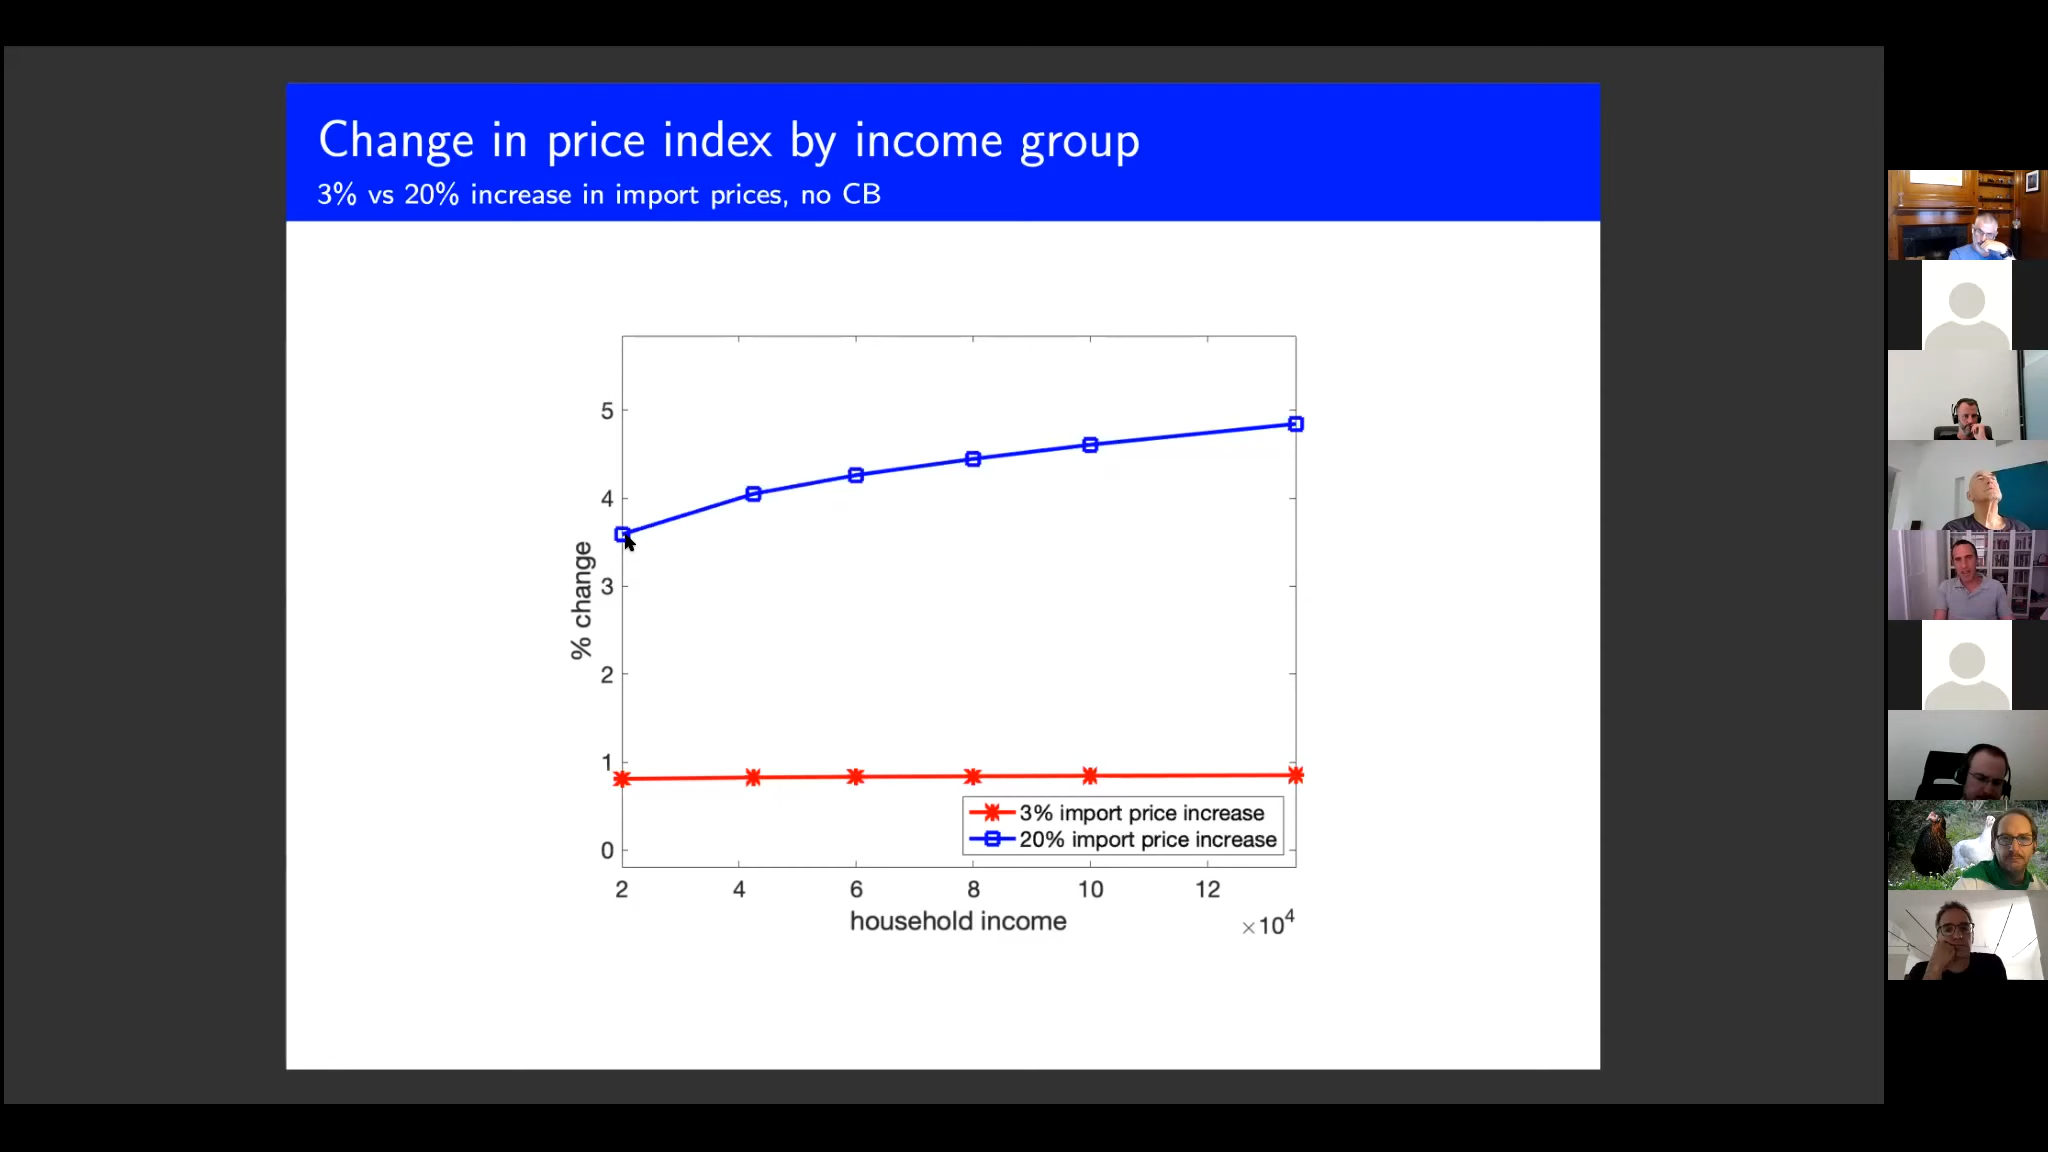 Change in price index by income group
3% vs 20% increase in import prices, no CB
5
4
3
2
1
0
% change
3% import price increase
20% import price increase
2 4 6 8 10 12
household income
×10⁴